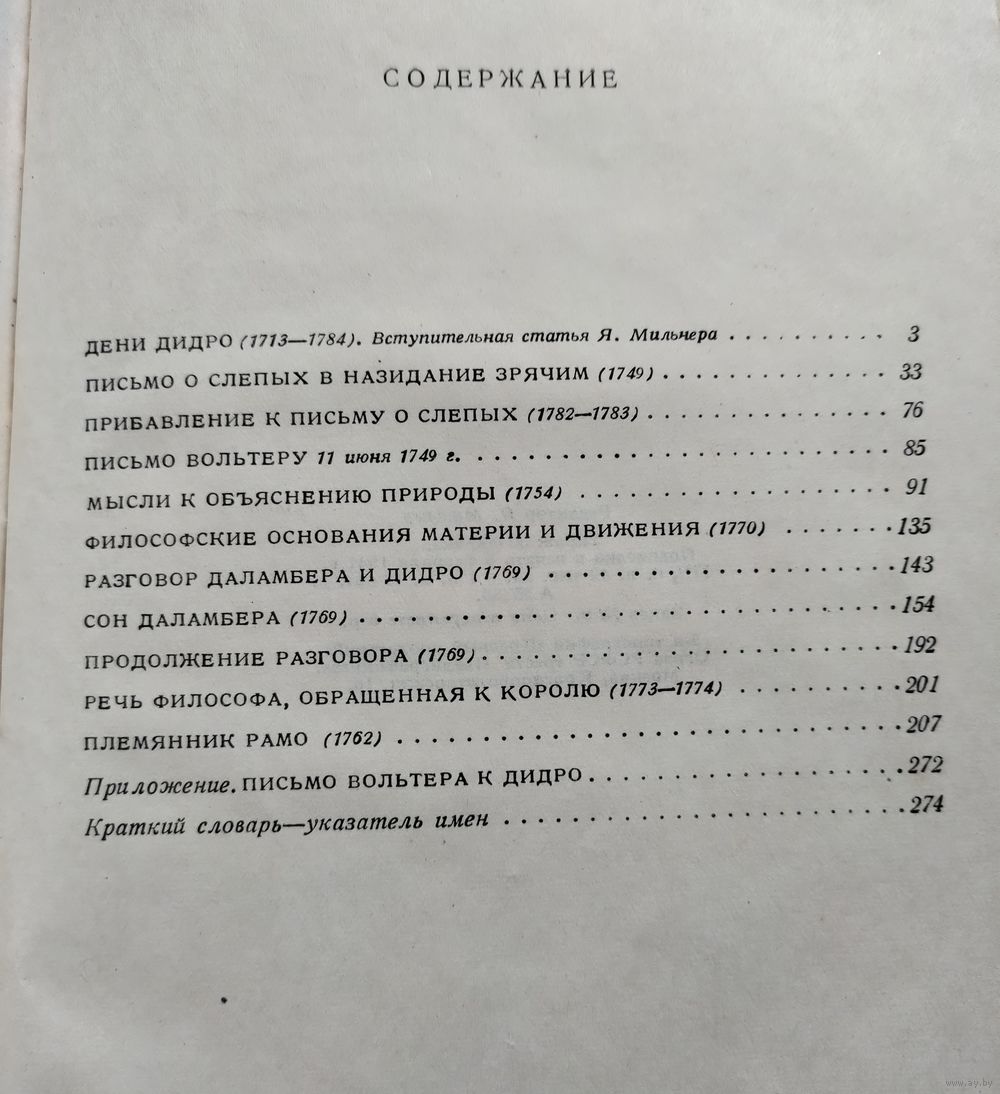 СОДЕРЖАНИЕ
ДЕНИ ДИДРО (1713—1784). Вступительная статья Я. Мильнера . . . . . . . . . . 3
ПИСЬМО О СЛЕПЫХ В НАЗИДАНИЕ ЗРЯЧИМ (1749) . . . . . . . . . . . . . . 33
ПРИБАВЛЕНИЕ К ПИСЬМУ О СЛЕПЫХ (1782—1783) . . . . . . . . . . . . . . . 76
ПИСЬМО ВОЛЬТЕРУ 11 июня 1749 г. . . . . . . . . . . . . . . . . . . . . . 85
МЫСЛИ К ОБЪЯСНЕНИЮ ПРИРОДЫ (1754) . . . . . . . . . . . . . . . . . . 91
ФИЛОСОФСКИЕ ОСНОВАНИЯ МАТЕРИИ И ДВИЖЕНИЯ (1770) . . . . . . . 135
РАЗГОВОР ДАЛАМБЕРА И ДИДРО (1769) . . . . . . . . . . . . . . . . . . . 143
СОН ДАЛАМБЕРА (1769) . . . . . . . . . . . . . . . . . . . . . . . . . . 154
ПРОДОЛЖЕНИЕ РАЗГОВОРА (1769) . . . . . . . . . . . . . . . . . . . . . . 192
РЕЧЬ ФИЛОСОФА, ОБРАЩЕННАЯ К КОРОЛЮ (1773—1774) . . . . . . . . . 201
ПЛЕМЯННИК РАМО (1762) . . . . . . . . . . . . . . . . . . . . . . . . . 207
Приложение. ПИСЬМО ВОЛЬТЕРА К ДИДРО . . . . . . . . . . . . . . . . . . 272
Краткий словарь—указатель имен . . . . . . . . . . . . . . . . . . . . . 274
www.ay.by